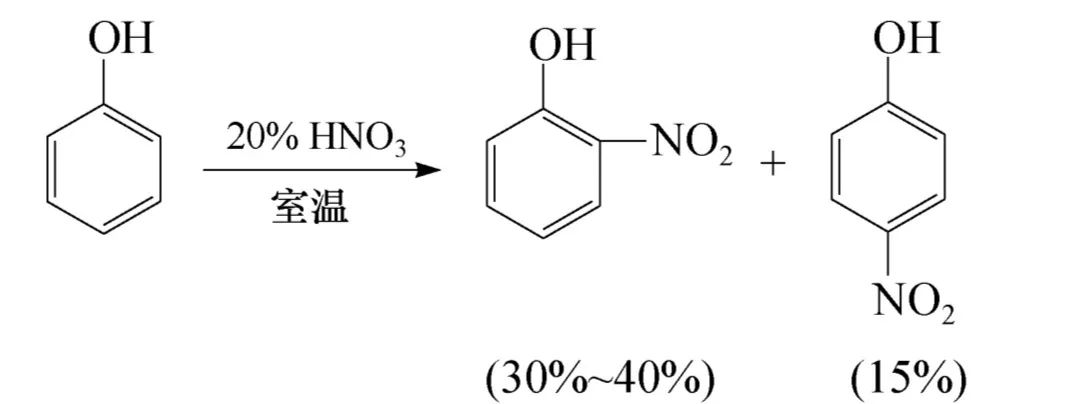 OH
20% HNO₃
室温
OH
NO₂
+
OH
NO₂
(30%~40%)
(15%)